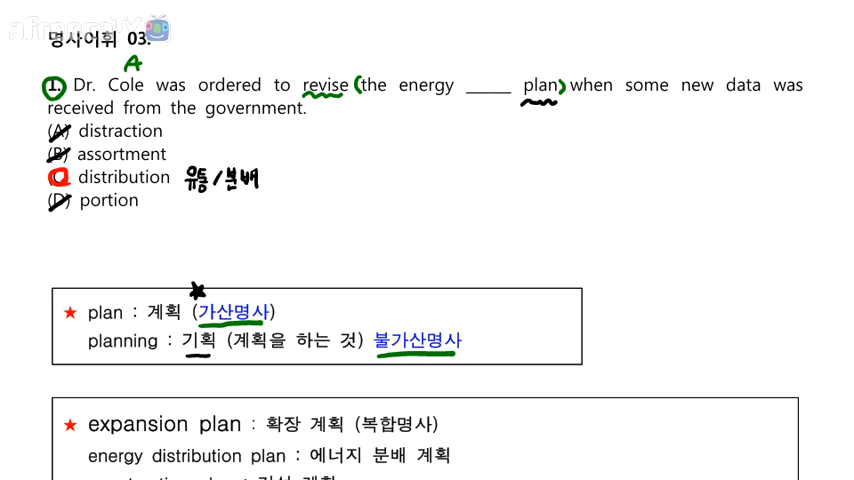 afreecaTV
명사어휘 03.
A
1. Dr. Cole was ordered to revise (the energy _____ plan) when some new data was
received from the government.
(A) distraction
(B) assortment
(C) distribution 유통/분배
(D) portion
★ plan : 계획 (가산명사)
planning : 기획 (계획을 하는 것) 불가산명사
★ expansion plan : 확장 계획 (복합명사)
energy distribution plan : 에너지 분배 계획